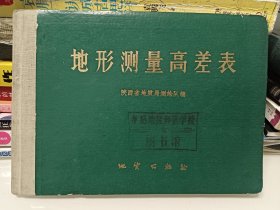 地形测量高差表
陕西省地质局测绘队编
图书馆
地质出版社